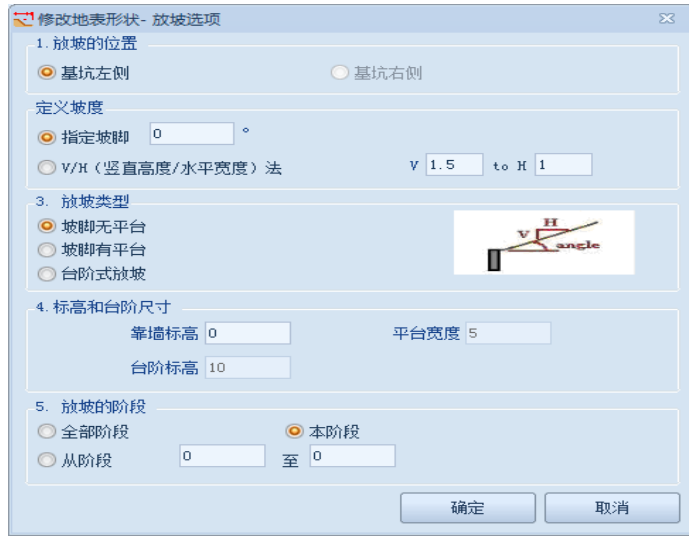 修改地表形状- 放坡选项
1. 放坡的位置
基坑左侧 基坑右侧
定义坡度
指定坡脚 0 °
V/H（竖直高度/水平宽度）法 V 1.5 to H 1
3. 放坡类型
坡脚无平台
坡脚有平台
台阶式放坡
H
V
angle
4. 标高和台阶尺寸
靠墙标高 0 平台宽度 5
台阶标高 10
5. 放坡的阶段
全部阶段 本阶段
从阶段 0 至 0
确定 取消